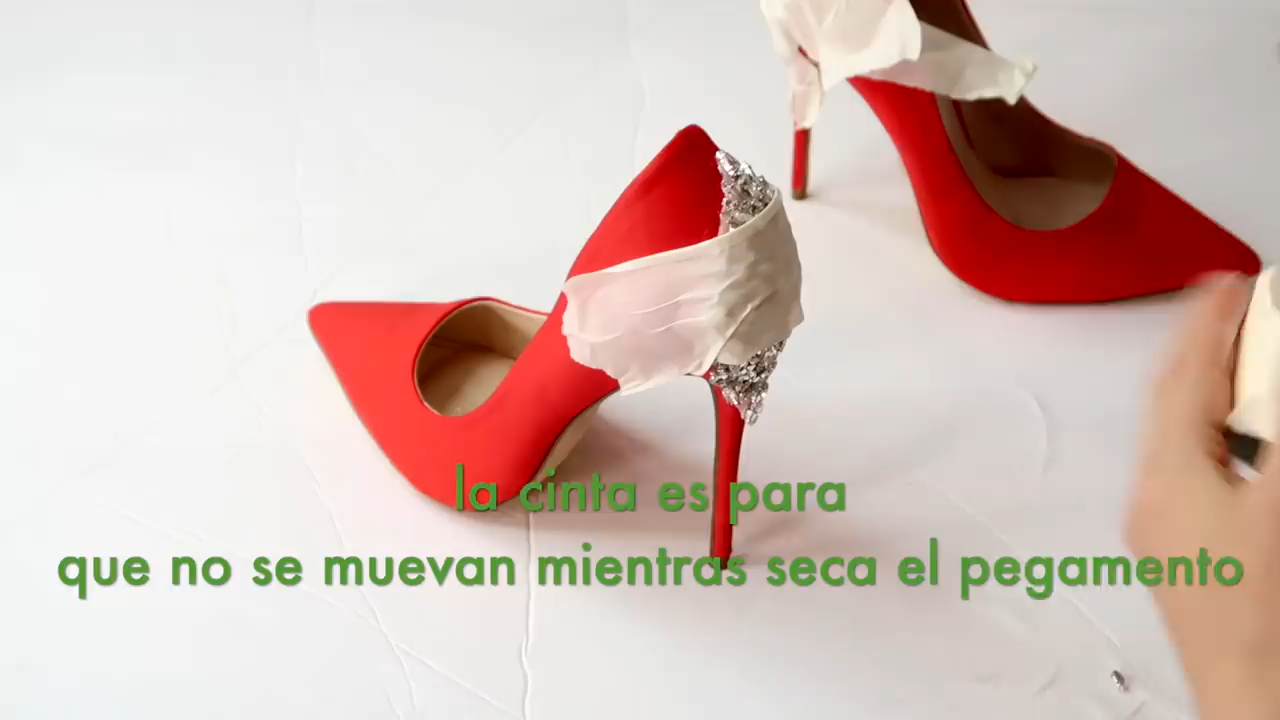 la cinta es para
que no se muevan mientras seca el pegamento